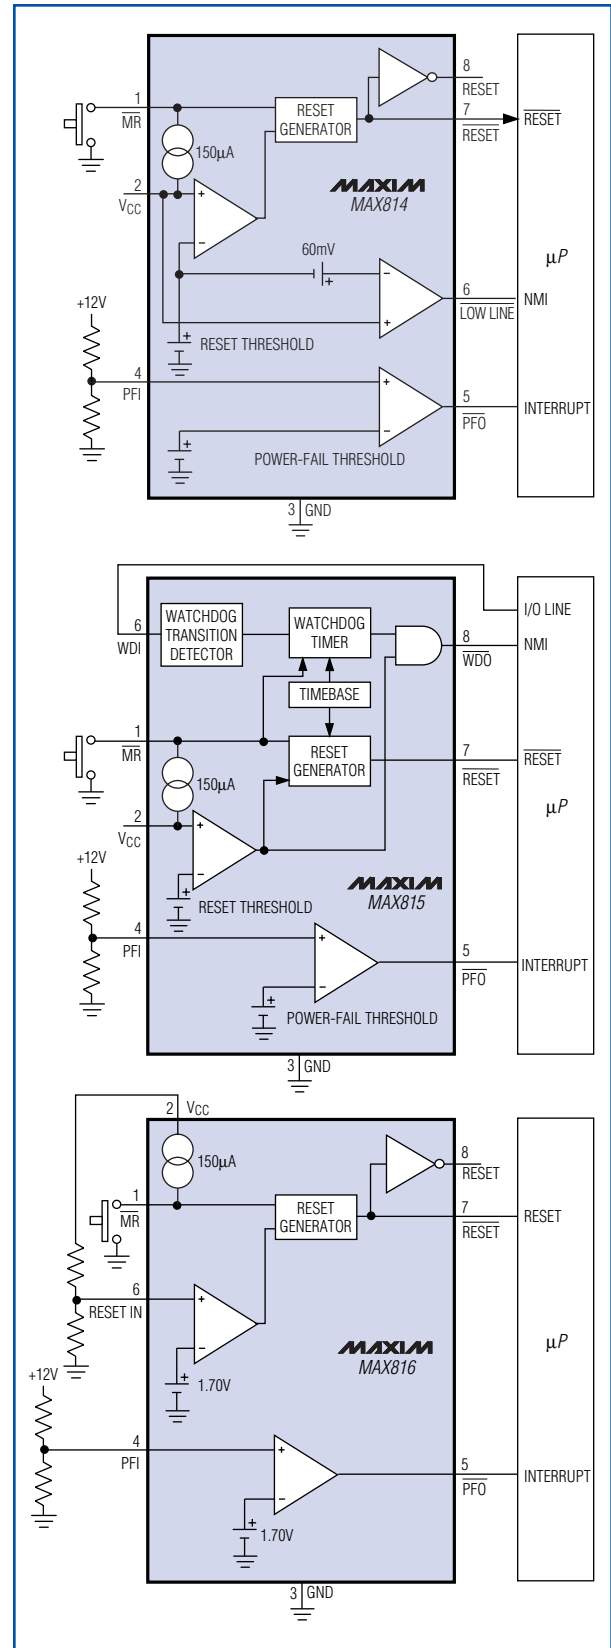 1
MR
150µA
2
VCC
RESET
GENERATOR
8
RESET
7
RESET
RESET
MAXIM
MAX814
µP
60mV
6
LOW LINE
NMI
+12V
RESET THRESHOLD
4
PFI
5
PFO
INTERRUPT
POWER-FAIL THRESHOLD
3 GND
I/O LINE
6
WDI
WATCHDOG
TRANSITION
DETECTOR
WATCHDOG
TIMER
8
WDO
NMI
TIMEBASE
1
MR
RESET
GENERATOR
7
RESET
RESET
150µA
µP
2
VCC
+12V
MAXIM
MAX815
RESET THRESHOLD
4
PFI
5
PFO
INTERRUPT
POWER-FAIL THRESHOLD
3 GND
2 VCC
150µA
8
RESET
1
MR
RESET
GENERATOR
7
RESET
RESET
6
RESET IN
MAXIM
MAX816
µP
1.70V
+12V
4
PFI
5
PFO
INTERRUPT
1.70V
3 GND